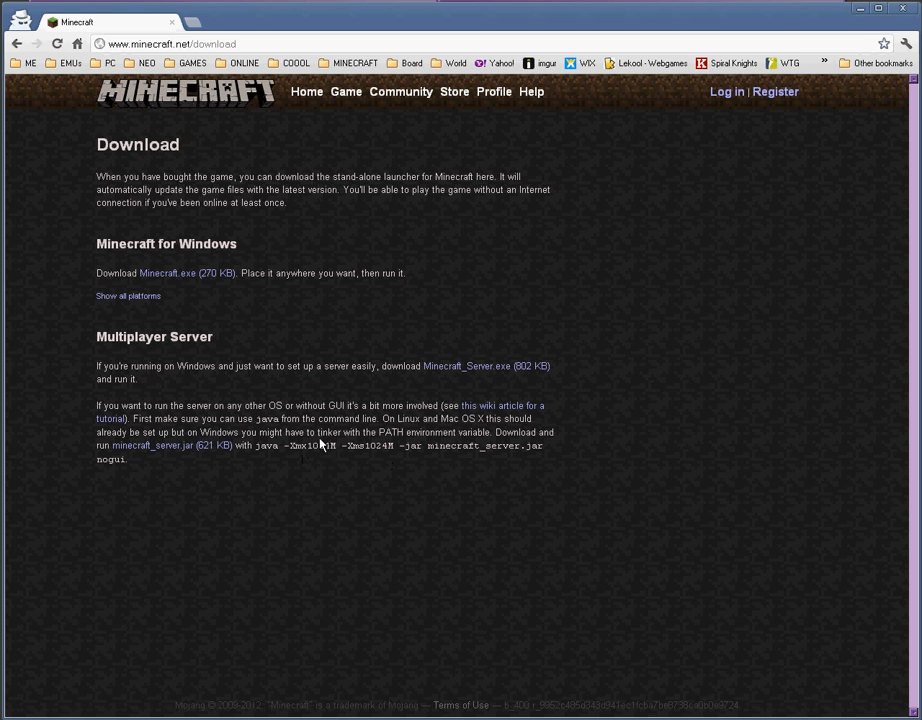 Minecraft
www.minecraft.net/download
ME EMUs PC NEO GAMES ONLINE COOOL MINECRAFT Board World Yahoo! imgur WIX Lekool - Webgames Spiral Knights WTG » Other bookmarks
MINECRAFT Home Game Community Store Profile Help Log in | Register
Download
When you have bought the game, you can download the stand-alone launcher for Minecraft here. It will
automatically update the game files with the latest version. You'll be able to play the game without an Internet
connection if you've been online at least once.
Minecraft for Windows
Download Minecraft.exe (270 KB). Place it anywhere you want, then run it.
Show all platforms
Multiplayer Server
If you're running on Windows and just want to set up a server easily, download Minecraft_Server.exe (802 KB)
and run it.
If you want to run the server on any other OS or without GUI it's a bit more involved (see this wiki article for a
tutorial). First make sure you can use java from the command line. On Linux and Mac OS X this should
already be set up but on Windows you might have to tinker with the PATH environment variable. Download and
run minecraft_server.jar (621 KB) with java -Xmx1024M -Xms1024M -jar minecraft_server.jar
nogui.
Mojang © 2009-2012. "Minecraft" is a trademark of Mojang — Terms of Use —